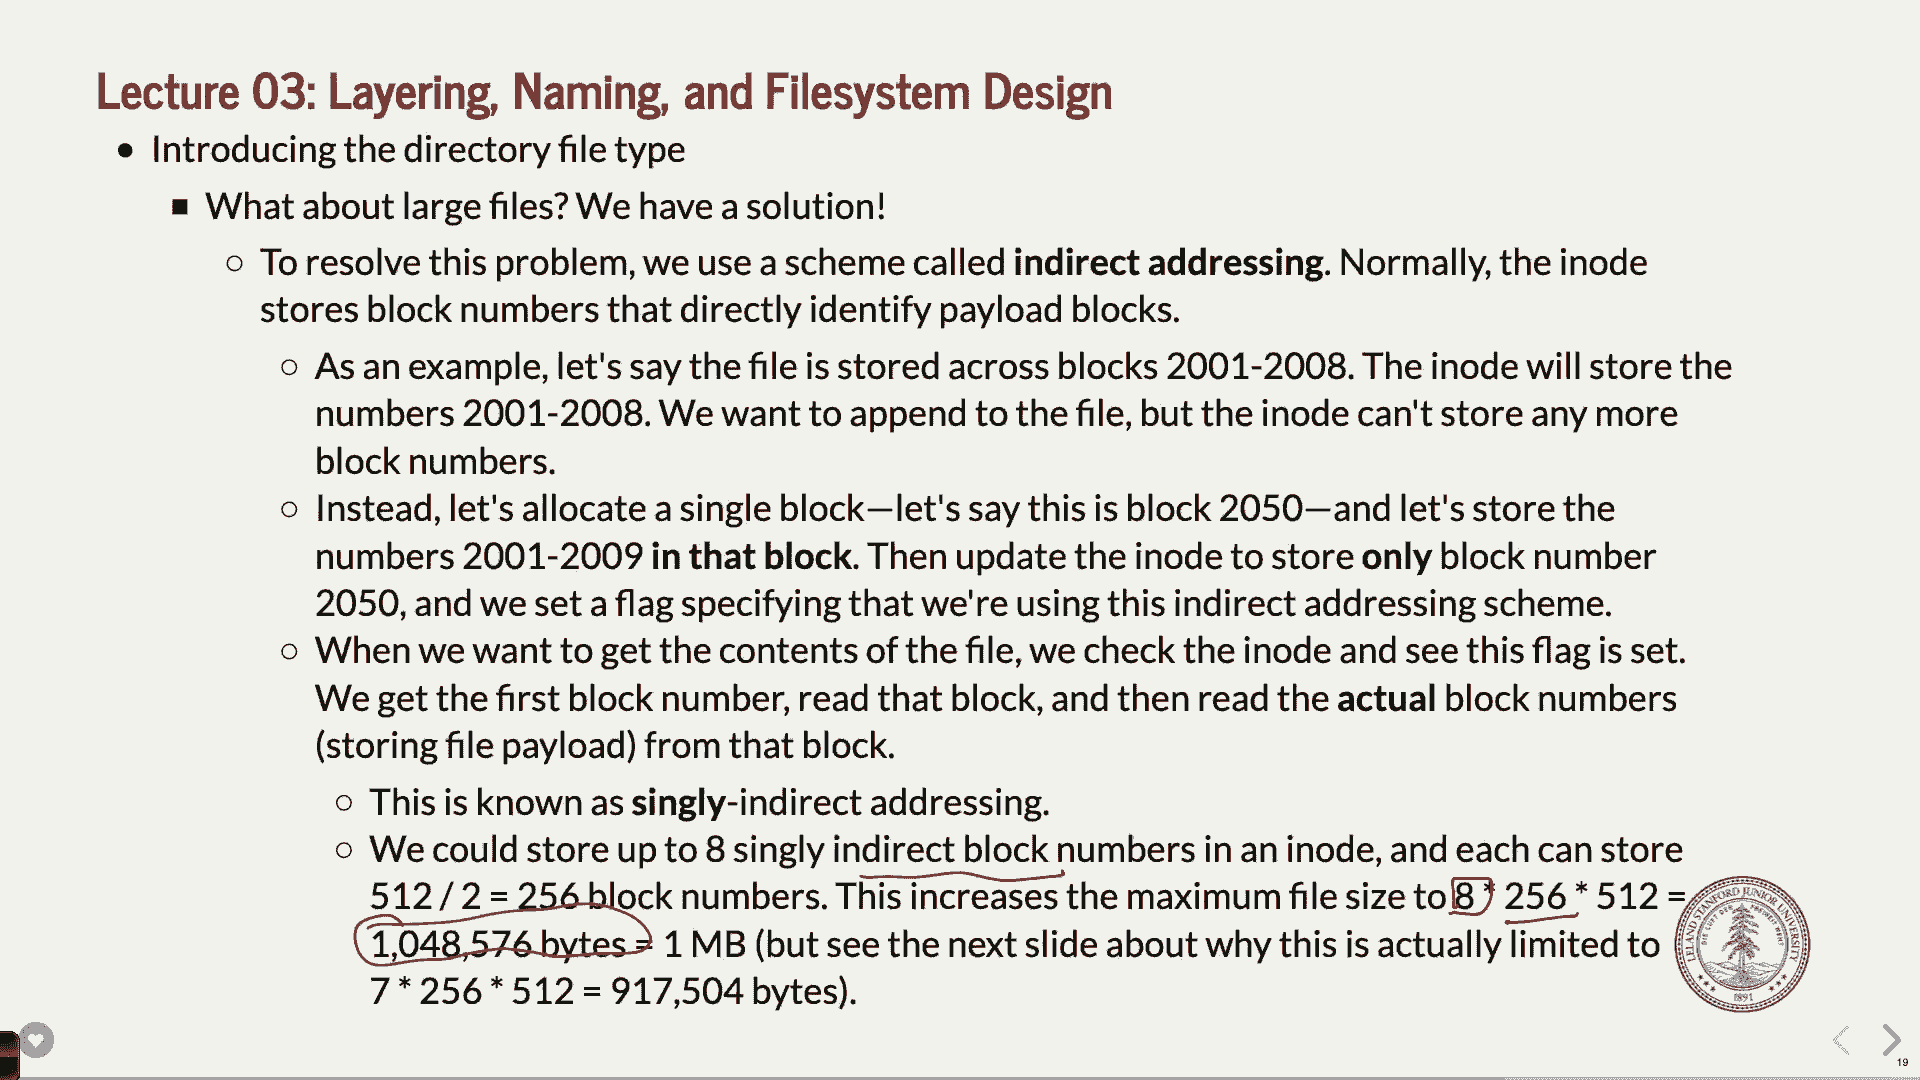 Lecture 03: Layering, Naming, and Filesystem Design
• Introducing the directory file type
▪ What about large files? We have a solution!
○ To resolve this problem, we use a scheme called indirect addressing. Normally, the inode
stores block numbers that directly identify payload blocks.
○ As an example, let's say the file is stored across blocks 2001-2008. The inode will store the
numbers 2001-2008. We want to append to the file, but the inode can't store any more
block numbers.
○ Instead, let's allocate a single block—let's say this is block 2050—and let's store the
numbers 2001-2009 in that block. Then update the inode to store only block number
2050, and we set a flag specifying that we're using this indirect addressing scheme.
○ When we want to get the contents of the file, we check the inode and see this flag is set.
We get the first block number, read that block, and then read the actual block numbers
(storing file payload) from that block.
○ This is known as singly-indirect addressing.
○ We could store up to 8 singly indirect block numbers in an inode, and each can store
512 / 2 = 256 block numbers. This increases the maximum file size to 8 * 256 * 512 =
1,048,576 bytes = 1 MB (but see the next slide about why this is actually limited to
7 * 256 * 512 = 917,504 bytes).
LELAND STANFORD JUNIOR UNIVERSITY
1891
19